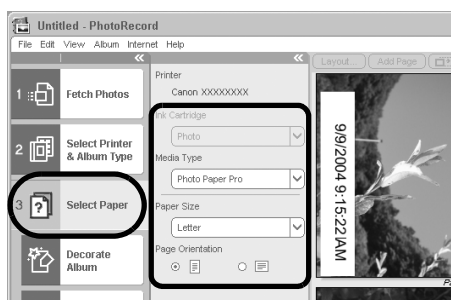 Untitled - PhotoRecord
File Edit View Album Internet Help
Layout... Add Page
1 Fetch Photos
2 Select Printer
& Album Type
3 Select Paper
Decorate
Album
Printer
Canon XXXXXXXX
Ink Cartridge
Photo
Media Type
Photo Paper Pro
Paper Size
Letter
Page Orientation
9/9/2004 9:15:22 AM